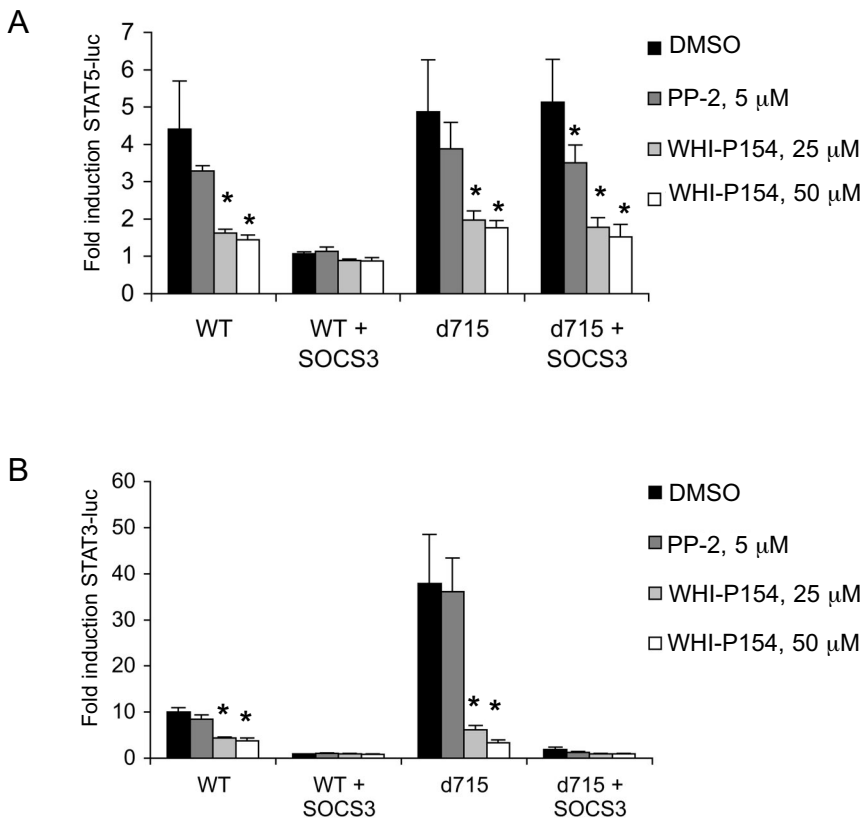 A
Fold induction STAT5-luc
7
6
5
4
3
2
1
0
* * * * * * *
WT
WT +
SOCS3
d715
d715 +
SOCS3
DMSO
PP-2, 5 μM
WHI-P154, 25 μM
WHI-P154, 50 μM
B
Fold induction STAT3-luc
60
50
40
30
20
10
0
* * * *
WT
WT +
SOCS3
d715
d715 +
SOCS3
DMSO
PP-2, 5 μM
WHI-P154, 25 μM
WHI-P154, 50 μM